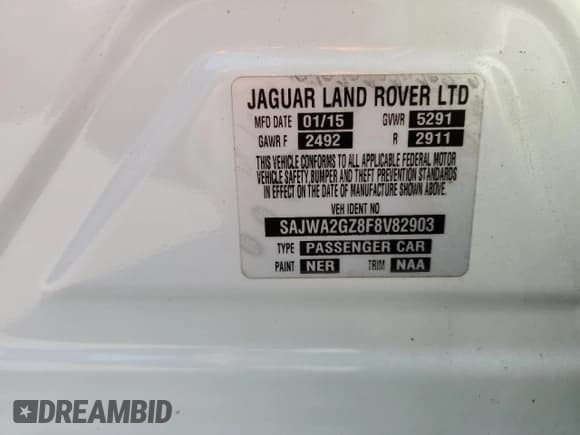 JAGUAR LAND ROVER LTD
MFD DATE 01/15 GVWR 5291
GAWR F 2492 R 2911
THIS VEHICLE CONFORMS TO ALL APPLICABLE FEDERAL MOTOR
VEHICLE SAFETY, BUMPER AND THEFT PREVENTION STANDARDS
IN EFFECT ON THE DATE OF MANUFACTURE SHOWN ABOVE.
VEH IDENT NO
SAJWA2GZ8F8V82903
TYPE PASSENGER CAR
PAINT NER TRIM NAA
DREAMBID